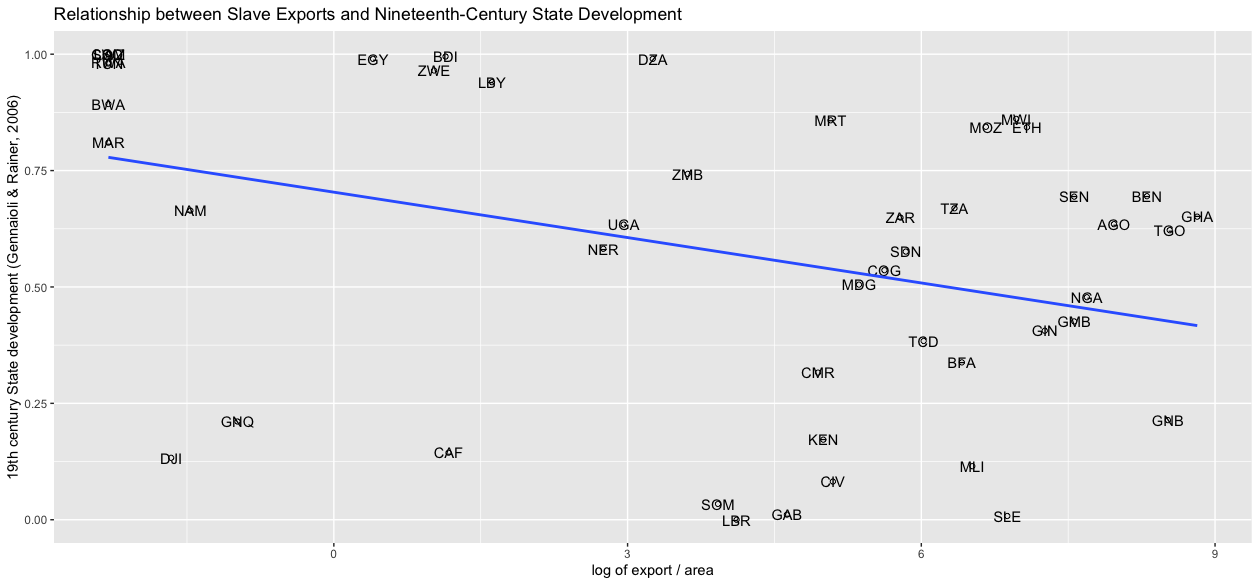 Relationship between Slave Exports and Nineteenth-Century State Development
19th century State development (Gennaioli & Rainer, 2006)
1.00
0.75
0.50
0.25
0.00
BWA
MAR
NAM
GNQ
DJI
EGY
BDI
ZWE
LBY
DZA
ZMB
UGA
NER
CAF
MRT
MOZ
MWI
ETH
SEN
BEN
GHA
AGO
TGO
TZA
ZAR
SDN
COG
MDG
NGA
GMB
GIN
TCD
BFA
CMR
GNB
KEN
MLI
CIV
SOM
LBR
GAB
SLE
0
3
6
9
log of export / area